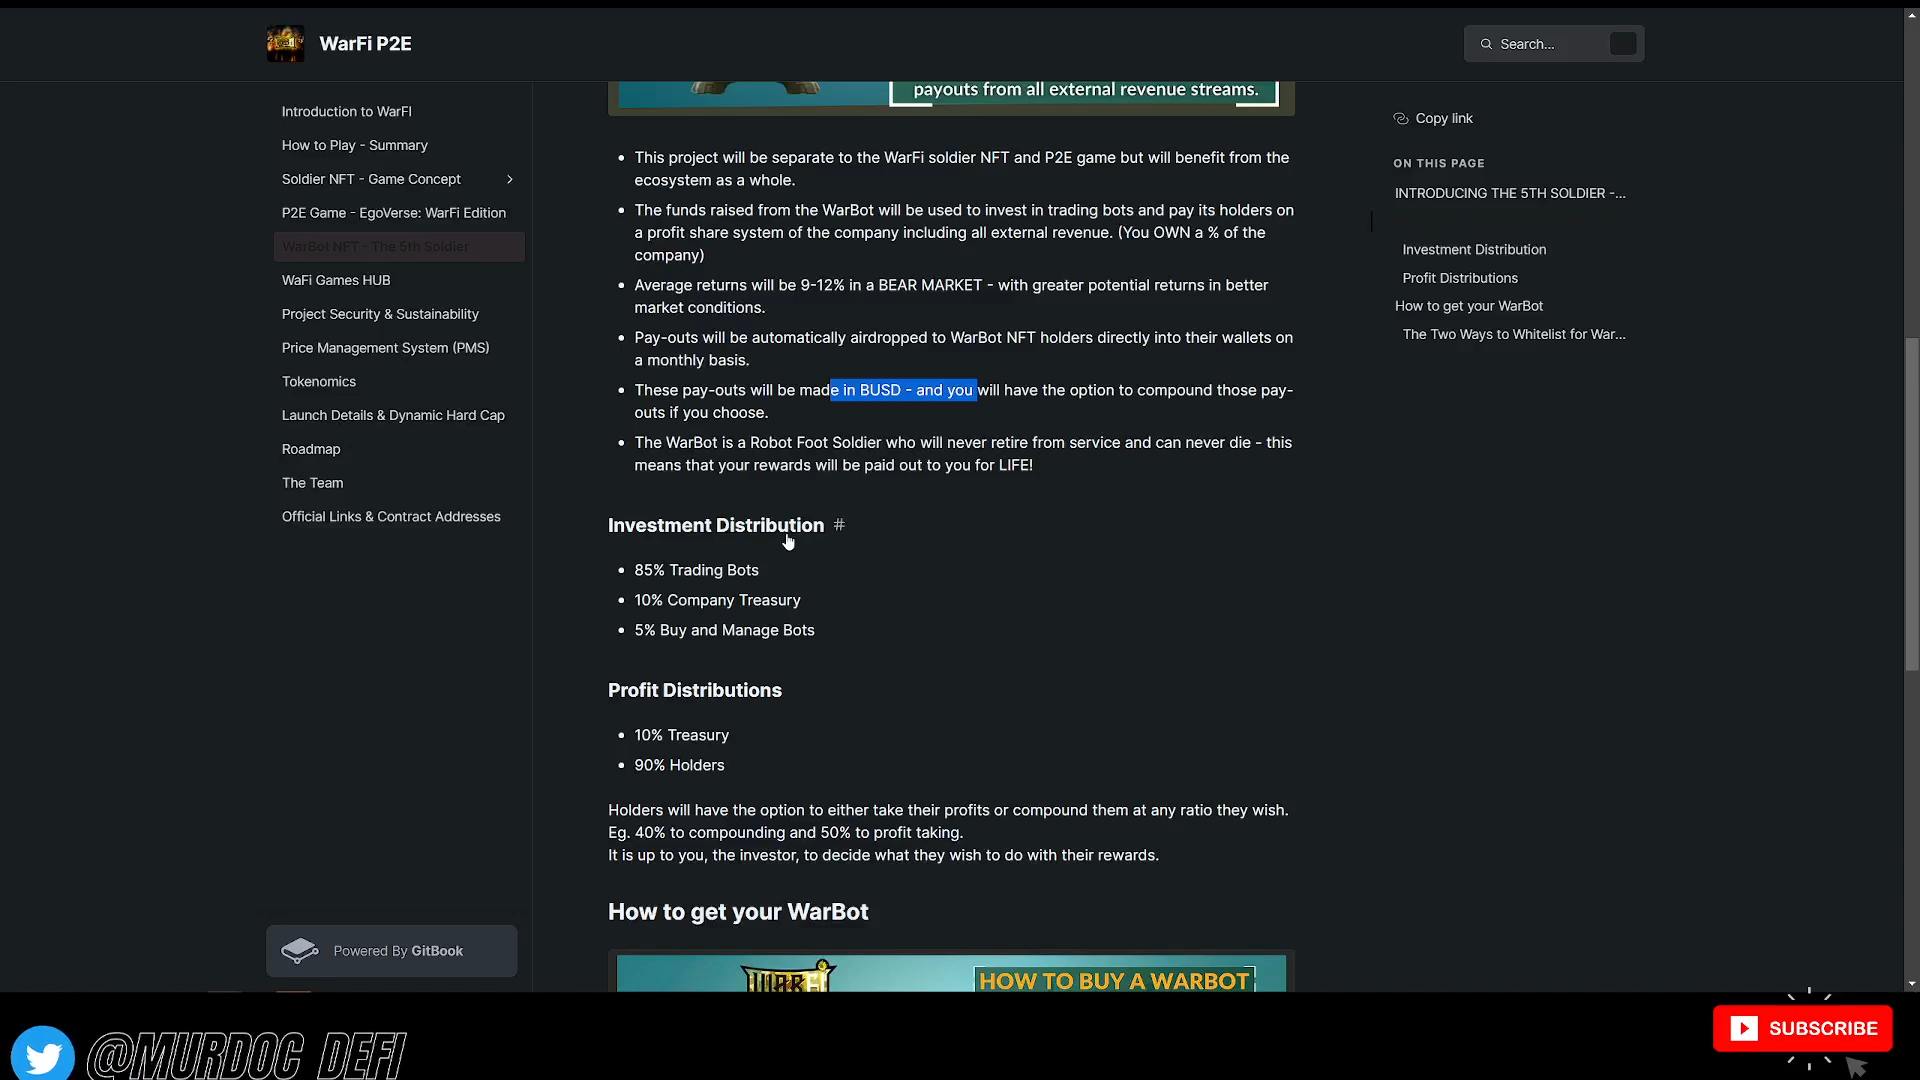 WarFi P2E
Search...
Introduction to WarFI
How to Play - Summary
Soldier NFT - Game Concept
P2E Game - EgoVerse: WarFi Edition
WarBot NFT - The 5th Soldier
WaFi Games HUB
Project Security & Sustainability
Price Management System (PMS)
Tokenomics
Launch Details & Dynamic Hard Cap
Roadmap
The Team
Official Links & Contract Addresses
Powered By GitBook
payouts from all external revenue streams.
This project will be separate to the WarFi soldier NFT and P2E game but will benefit from the
ecosystem as a whole.
The funds raised from the WarBot will be used to invest in trading bots and pay its holders on
a profit share system of the company including all external revenue. (You OWN a % of the
company)
Average returns will be 9-12% in a BEAR MARKET - with greater potential returns in better
market conditions.
Pay-outs will be automatically airdropped to WarBot NFT holders directly into their wallets on
a monthly basis.
These pay-outs will be made in BUSD - and you will have the option to compound those pay-
outs if you choose.
The WarBot is a Robot Foot Soldier who will never retire from service and can never die - this
means that your rewards will be paid out to you for LIFE!
Investment Distribution #
85% Trading Bots
10% Company Treasury
5% Buy and Manage Bots
Profit Distributions
10% Treasury
90% Holders
Holders will have the option to either take their profits or compound them at any ratio they wish.
Eg. 40% to compounding and 50% to profit taking.
It is up to you, the investor, to decide what they wish to do with their rewards.
How to get your WarBot
WARFI
HOW TO BUY A WARBOT
Copy link
ON THIS PAGE
INTRODUCING THE 5TH SOLDIER -...
Investment Distribution
Profit Distributions
How to get your WarBot
The Two Ways to Whitelist for War...
@MURDOC_DEFI
SUBSCRIBE